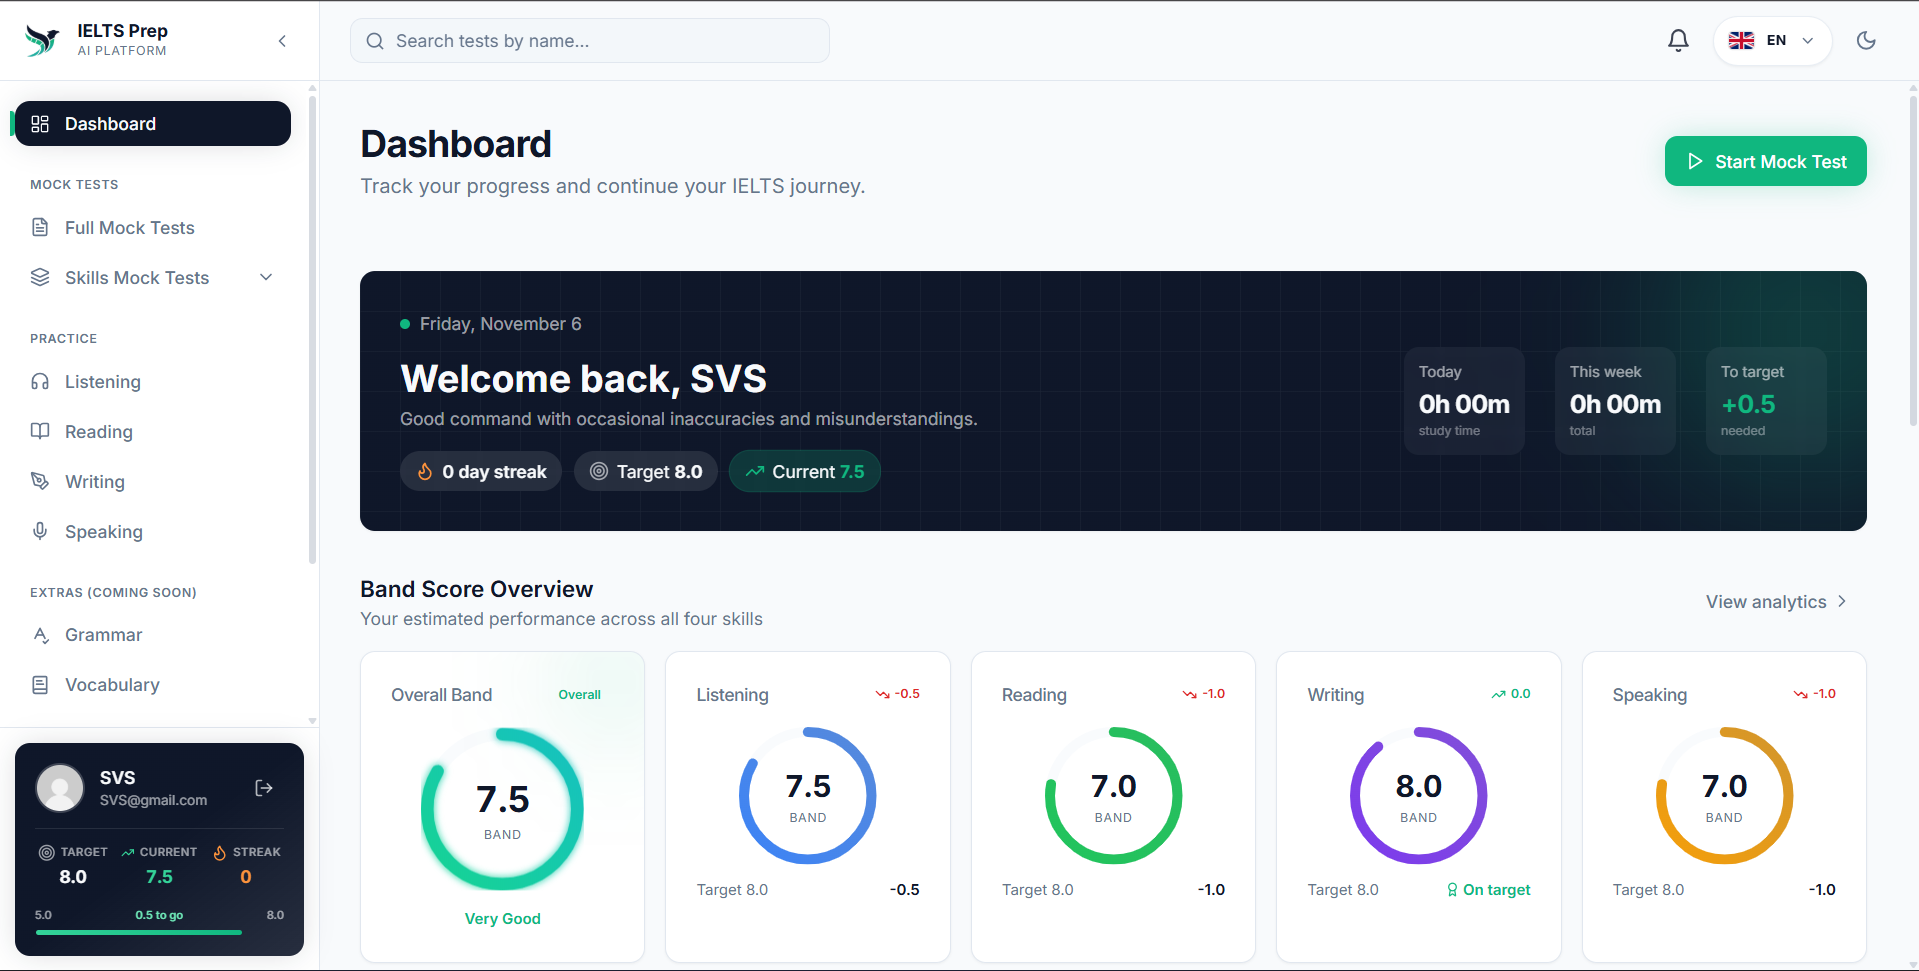 IELTS Prep
AI PLATFORM
Search tests by name...
EN
Dashboard
MOCK TESTS
Full Mock Tests
Skills Mock Tests
PRACTICE
Listening
Reading
Writing
Speaking
EXTRAS (COMING SOON)
Grammar
Vocabulary
SVS
SVS@gmail.com
TARGET
8.0
CURRENT
7.5
STREAK
0
5.0
0.5 to go
8.0
Dashboard
Track your progress and continue your IELTS journey.
Start Mock Test
Friday, November 6
Welcome back, SVS
Good command with occasional inaccuracies and misunderstandings.
0 day streak
Target 8.0
Current 7.5
Today
0h 00m
study time
This week
0h 00m
total
To target
+0.5
needed
Band Score Overview
Your estimated performance across all four skills
View analytics
Overall Band
Overall
7.5
BAND
Very Good
Listening
-0.5
7.5
BAND
Target 8.0
-0.5
Reading
-1.0
7.0
BAND
Target 8.0
-1.0
Writing
0.0
8.0
BAND
Target 8.0
On target
Speaking
-1.0
7.0
BAND
Target 8.0
-1.0